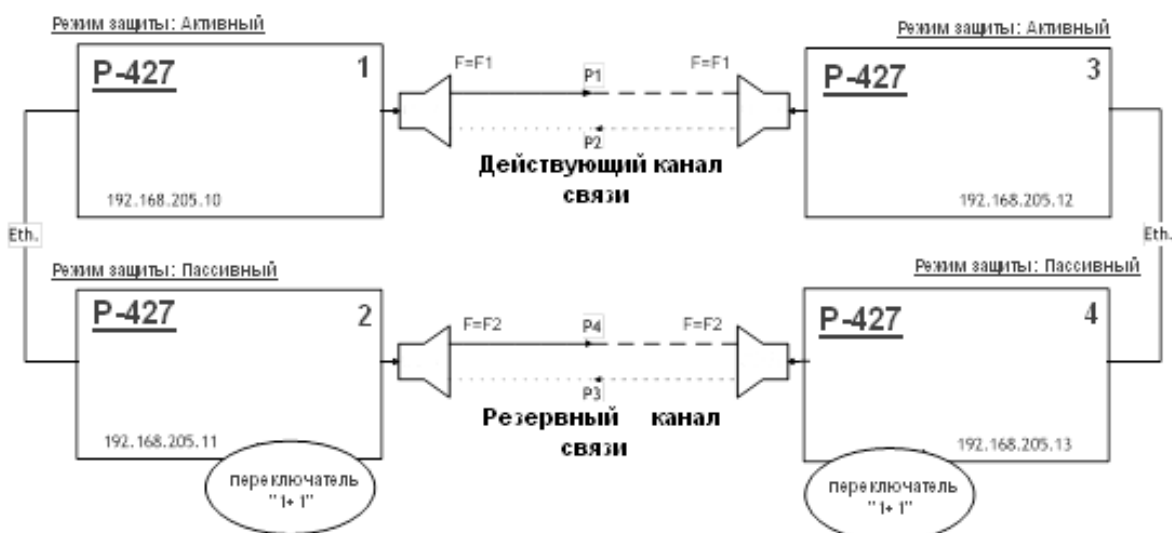 Режим защиты: Активный
Режим защиты: Активный
Р-427
1
F=F1
P1
F=F1
Р-427
3
P2
Действующий канал
связи
192.168.205.10
192.168.205.12
Eth.
Eth.
Режим защиты: Пассивный
Режим защиты: Пассивный
Р-427
2
F=F2
P4
F=F2
Р-427
4
P3
Резервный канал
связи
192.168.205.11
192.168.205.13
переключатель
"1+1"
переключатель
"1+1"